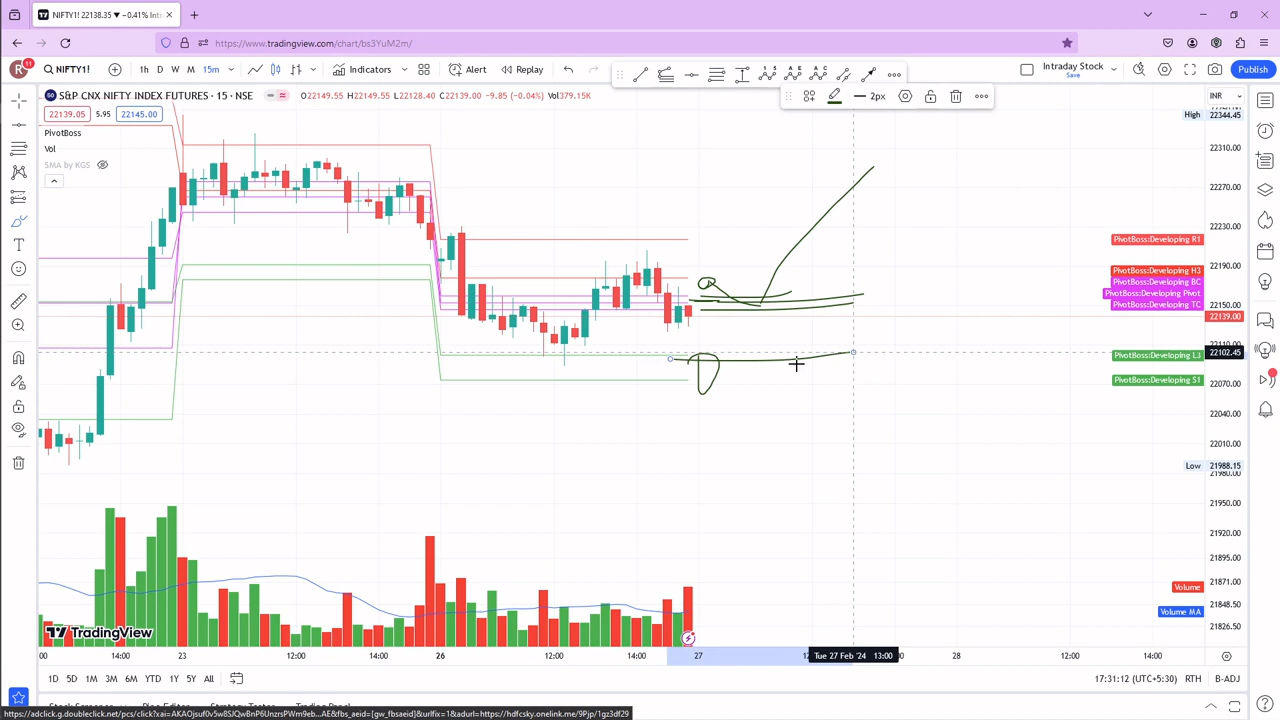 NIFTY1! 22138.35 ▼ −0.41% Intr
https://www.tradingview.com/chart/bs3YuM2m/
R 11 NIFTY1! 1h D W M 15m Indicators Alert Replay Intraday Stock Save Publish
2px
S&P CNX NIFTY INDEX FUTURES · 15 · NSE O22149.55 H22149.55 L22128.40 C22139.00 −9.85 (−0.04%) Vol379.15K INR
22139.05 5.95 22145.00
High 22344.45
PivotBoss
Vol
SMA by KGS
22310.00
22270.00
22230.00
PivotBoss:Developing R1
22190.00
PivotBoss:Developing H3
PivotBoss:Developing BC
PivotBoss:Developing Pivot
PivotBoss:Developing TC 22150.00
22139.00
22110.00
22102.45
PivotBoss:Developing L3
PivotBoss:Developing S1
22070.00
22040.00
22010.00
Low 21988.15
21980.00
21950.00
21920.00
21895.00
21871.00
Volume
21848.50
Volume MA
21826.50
TradingView
:00 14:00 23 12:00 14:00 26 12:00 14:00 27 Tue 27 Feb '24 13:00 28 12:00 14:00
1D 5D 1M 3M 6M YTD 1Y 5Y All 17:31:12 (UTC+5:30) RTH B-ADJ